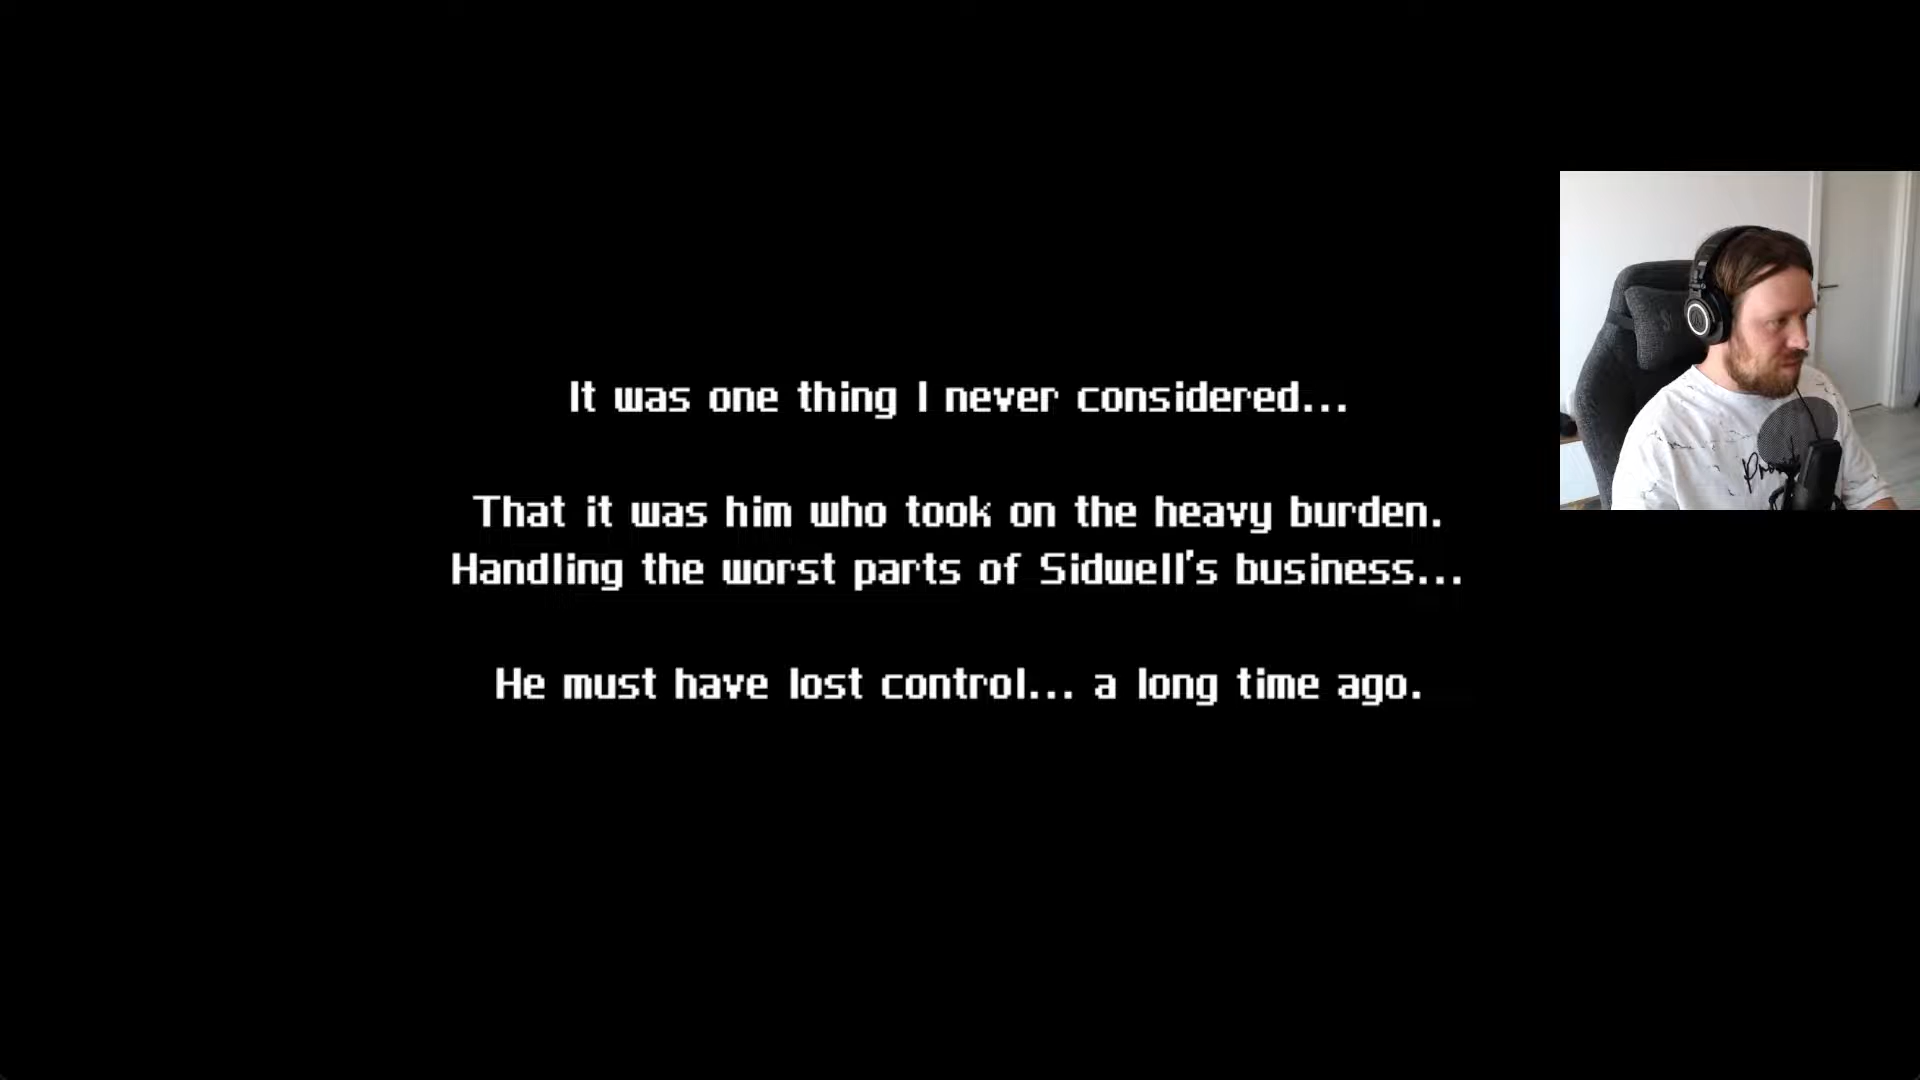 It was one thing I never considered...
That it was him who took on the heavy burden.
Handling the worst parts of Sidwell's business...
He must have lost control... a long time ago.